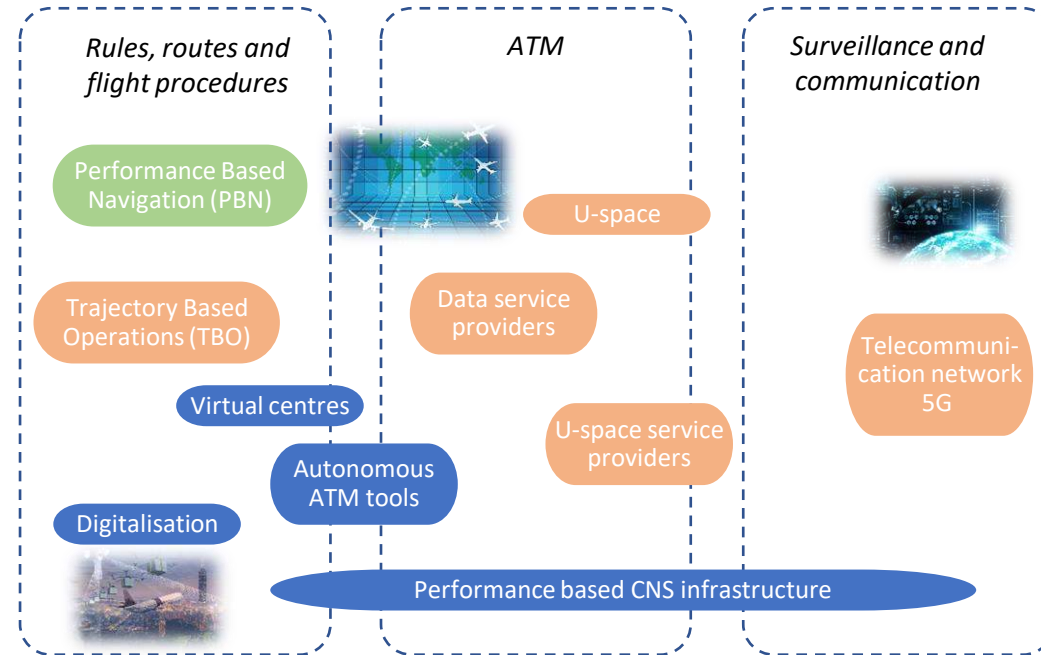 Rules, routes and
flight procedures
ATM
Surveillance and
communication
Performance Based
Navigation (PBN)
U-space
Trajectory Based
Operations (TBO)
Data service
providers
Telecommuni-
cation network
5G
Virtual centres
U-space service
providers
Autonomous
ATM tools
Digitalisation
Performance based CNS infrastructure